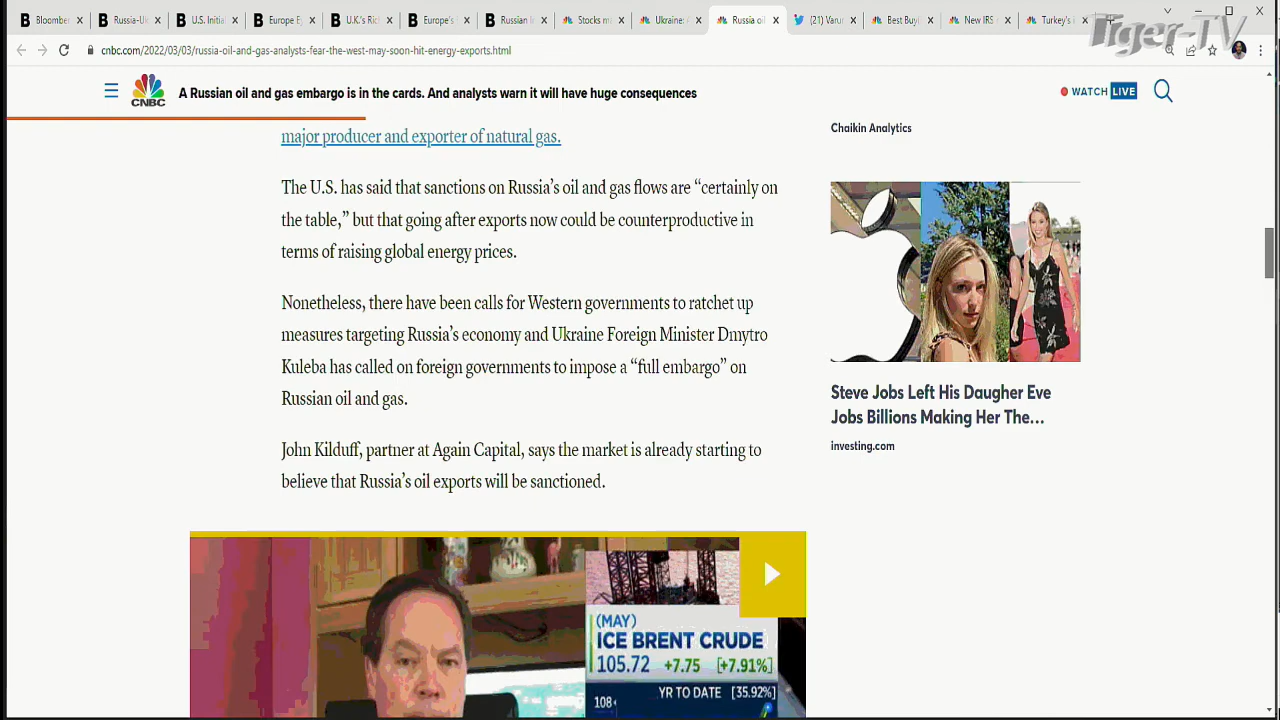 Bloomber
Russia-Uk
U.S. Initia
Europe E
U.K.'s Ric
Europe's
Russian I
Stocks m
Ukraine: A
Russia oil
(21) Varur
Best Buyi
New IRS
Turkey's i
Tiger-TV
cnbc.com/2022/03/03/russia-oil-and-gas-analysts-fear-the-west-may-soon-hit-energy-exports.html
CNBC
A Russian oil and gas embargo is in the cards. And analysts warn it will have huge consequences
WATCH LIVE
major producer and exporter of natural gas.
The U.S. has said that sanctions on Russia’s oil and gas flows are “certainly on
the table,” but that going after exports now could be counterproductive in
terms of raising global energy prices.
Nonetheless, there have been calls for Western governments to ratchet up
measures targeting Russia’s economy and Ukraine Foreign Minister Dmytro
Kuleba has called on foreign governments to impose a “full embargo” on
Russian oil and gas.
John Kilduff, partner at Again Capital, says the market is already starting to
believe that Russia’s oil exports will be sanctioned.
Chaikin Analytics
Steve Jobs Left His Daugher Eve
Jobs Billions Making Her The...
investing.com
(MAY)
ICE BRENT CRUDE
105.72 +7.75 [+7.91%]
YR TO DATE [35.92%]
108